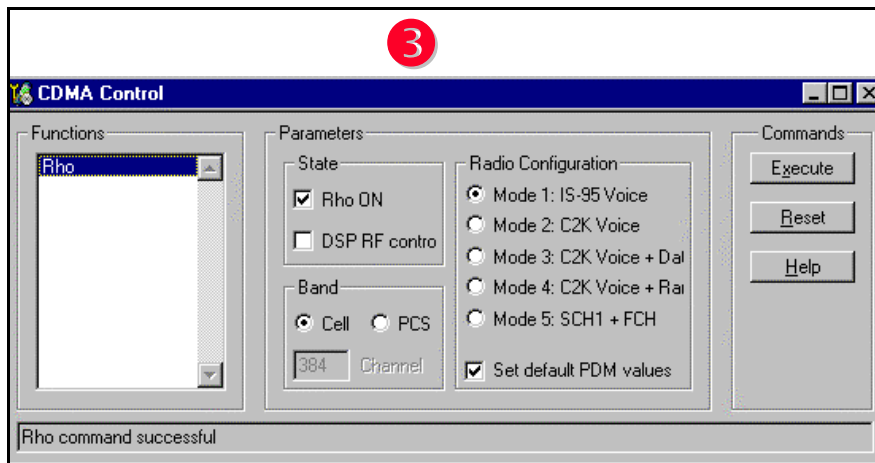 3
CDMA Control
Functions
Rho
Parameters
State
Rho ON
DSP RF contro
Band
Cell
PCS
384
Channel
Radio Configuration
Mode 1: IS-95 Voice
Mode 2: C2K Voice
Mode 3: C2K Voice + Dat
Mode 4: C2K Voice + Rar
Mode 5: SCH1 + FCH
Set default PDM values
Commands
Execute
Reset
Help
Rho command successful